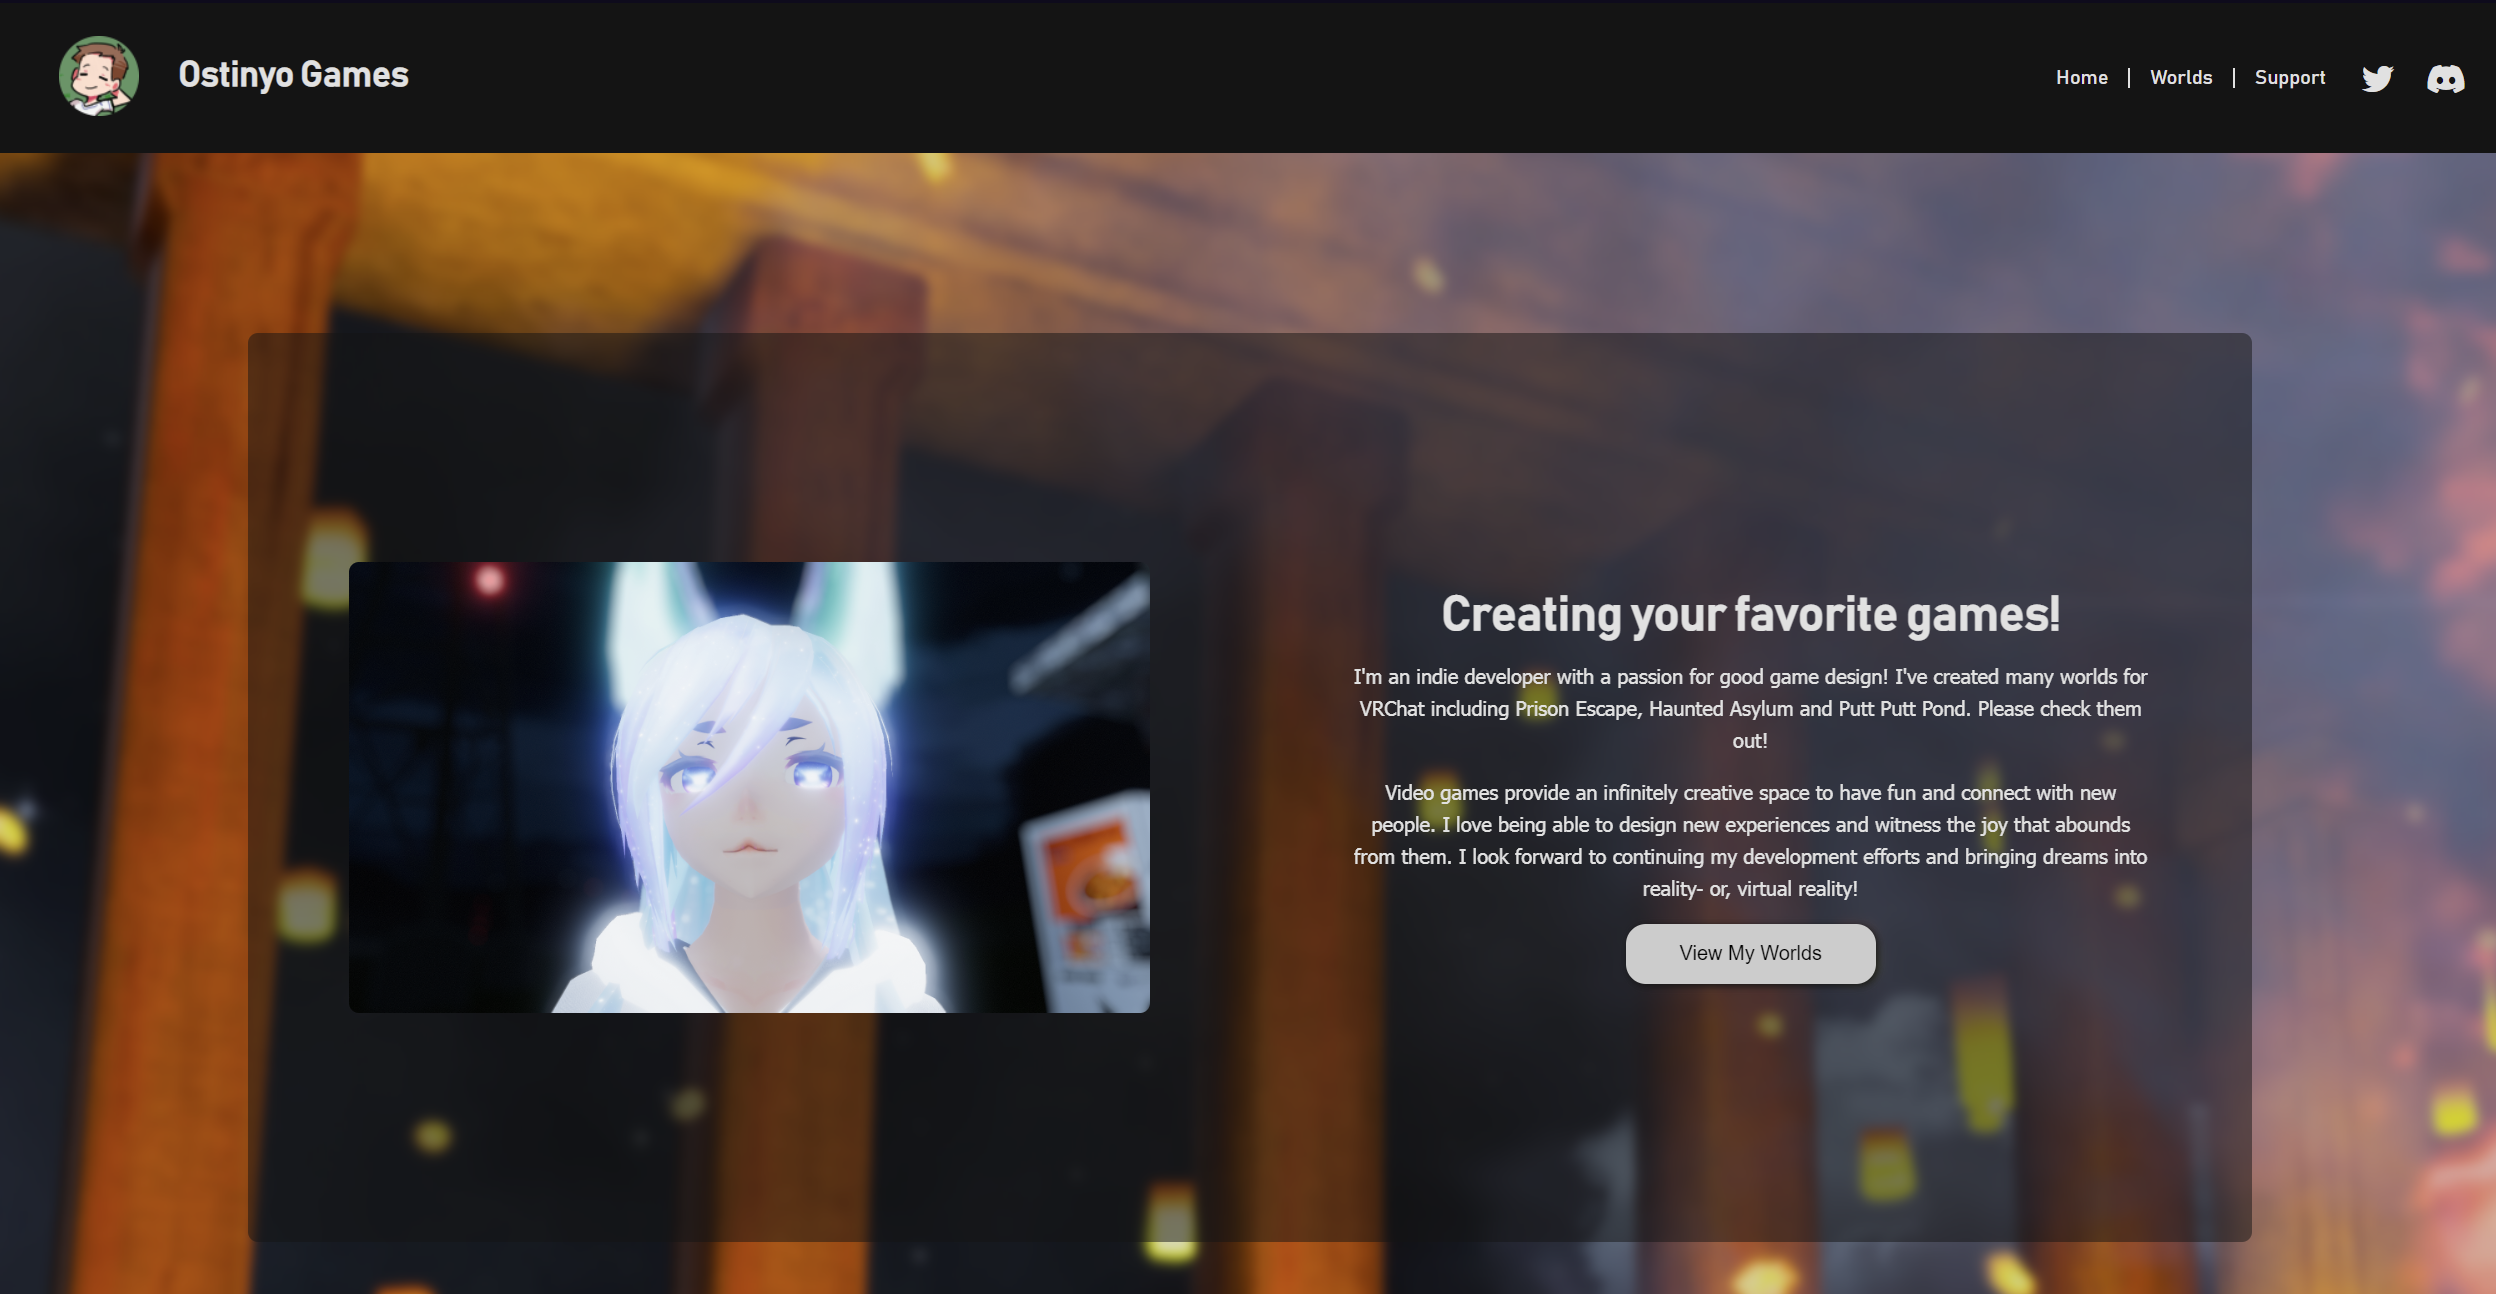 Ostinyo Games
Home | Worlds | Support
Creating your favorite games!
I'm an indie developer with a passion for good game design! I've created many worlds for
VRChat including Prison Escape, Haunted Asylum and Putt Putt Pond. Please check them
out!
Video games provide an infinitely creative space to have fun and connect with new
people. I love being able to design new experiences and witness the joy that abounds
from them. I look forward to continuing my development efforts and bringing dreams into
reality- or, virtual reality!
View My Worlds